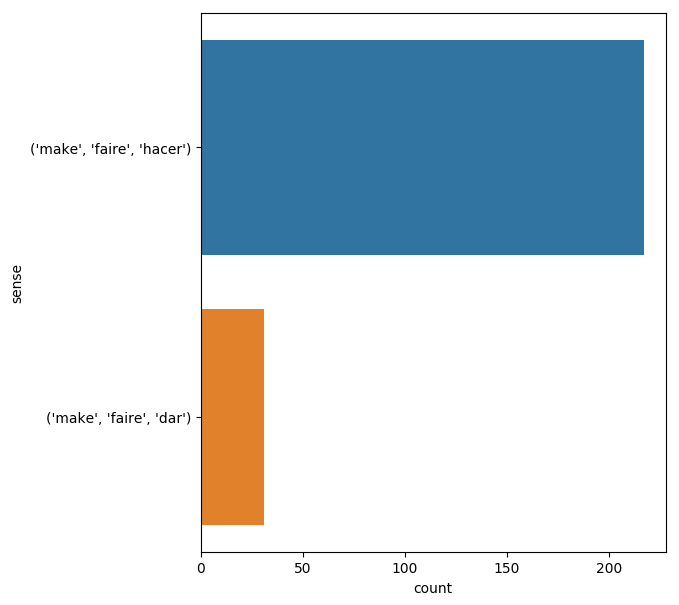 ('make', 'faire', 'hacer')
('make', 'faire', 'dar')
sense
0 50 100 150 200
count